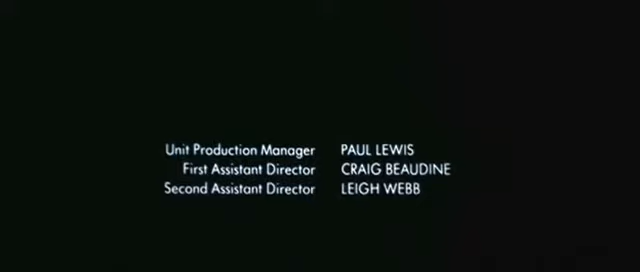 Unit Production Manager PAUL LEWIS
First Assistant Director CRAIG BEAUDINE
Second Assistant Director LEIGH WEBB